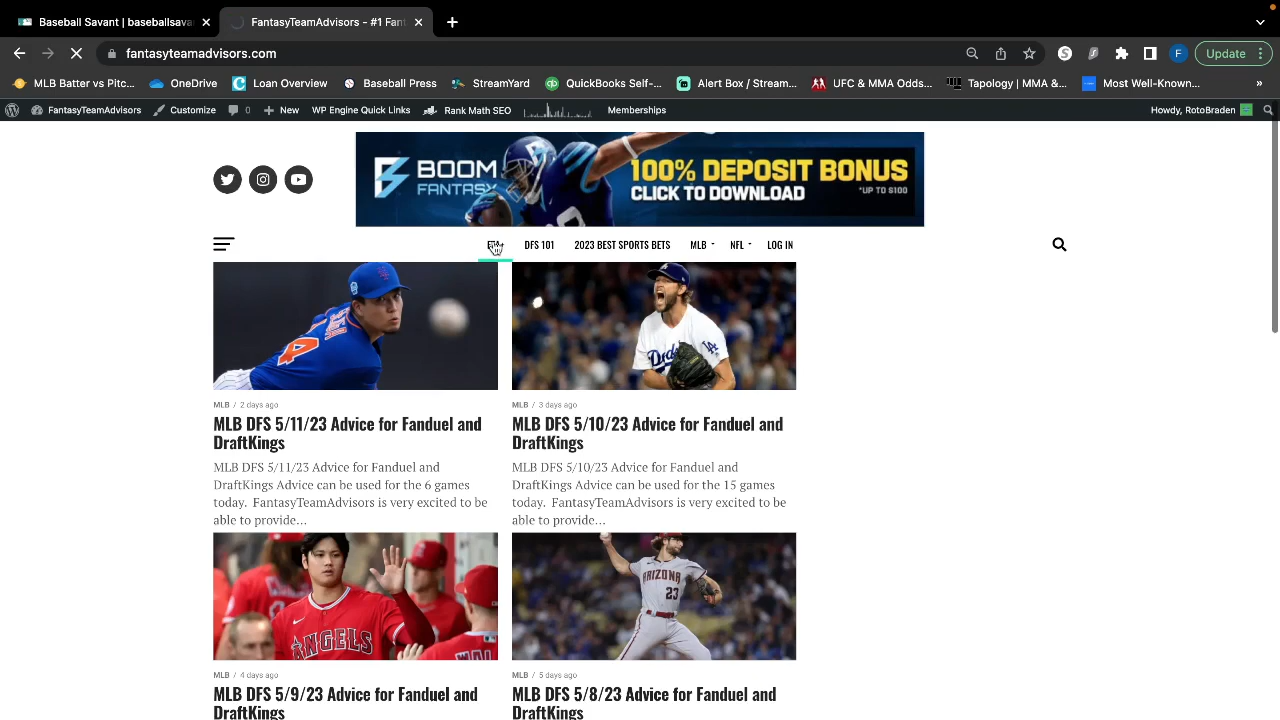 Baseball Savant | baseballsava
FantasyTeamAdvisors – #1 Fan
fantasyteamadvisors.com
Update
MLB Batter vs Pitc...
OneDrive
Loan Overview
Baseball Press
StreamYard
QuickBooks Self-...
Alert Box / Stream...
UFC & MMA Odds...
Tapology | MMA &...
Most Well-Known...
»
FantasyTeamAdvisors
Customize
0
New
WP Engine Quick Links
Rank Math SEO
Memberships
Howdy, RotoBraden
BOOM
FANTASY
100% DEPOSIT BONUS
CLICK TO DOWNLOAD
*UP TO $100
DFS 101
2023 BEST SPORTS BETS
MLB
NFL
LOG IN
MLB / 2 days ago
MLB DFS 5/11/23 Advice for Fanduel and
DraftKings
MLB DFS 5/11/23 Advice for Fanduel and
DraftKings Advice can be used for the 6 games
today. FantasyTeamAdvisors is very excited to be
able to provide...
MLB / 3 days ago
MLB DFS 5/10/23 Advice for Fanduel and
DraftKings
MLB DFS 5/10/23 Advice for Fanduel and
DraftKings Advice can be used for the 15 games
today. FantasyTeamAdvisors is very excited to be
able to provide...
ANGELS
ARIZONA
23
MLB / 4 days ago
MLB DFS 5/9/23 Advice for Fanduel and
DraftKings
MLB / 5 days ago
MLB DFS 5/8/23 Advice for Fanduel and
DraftKings